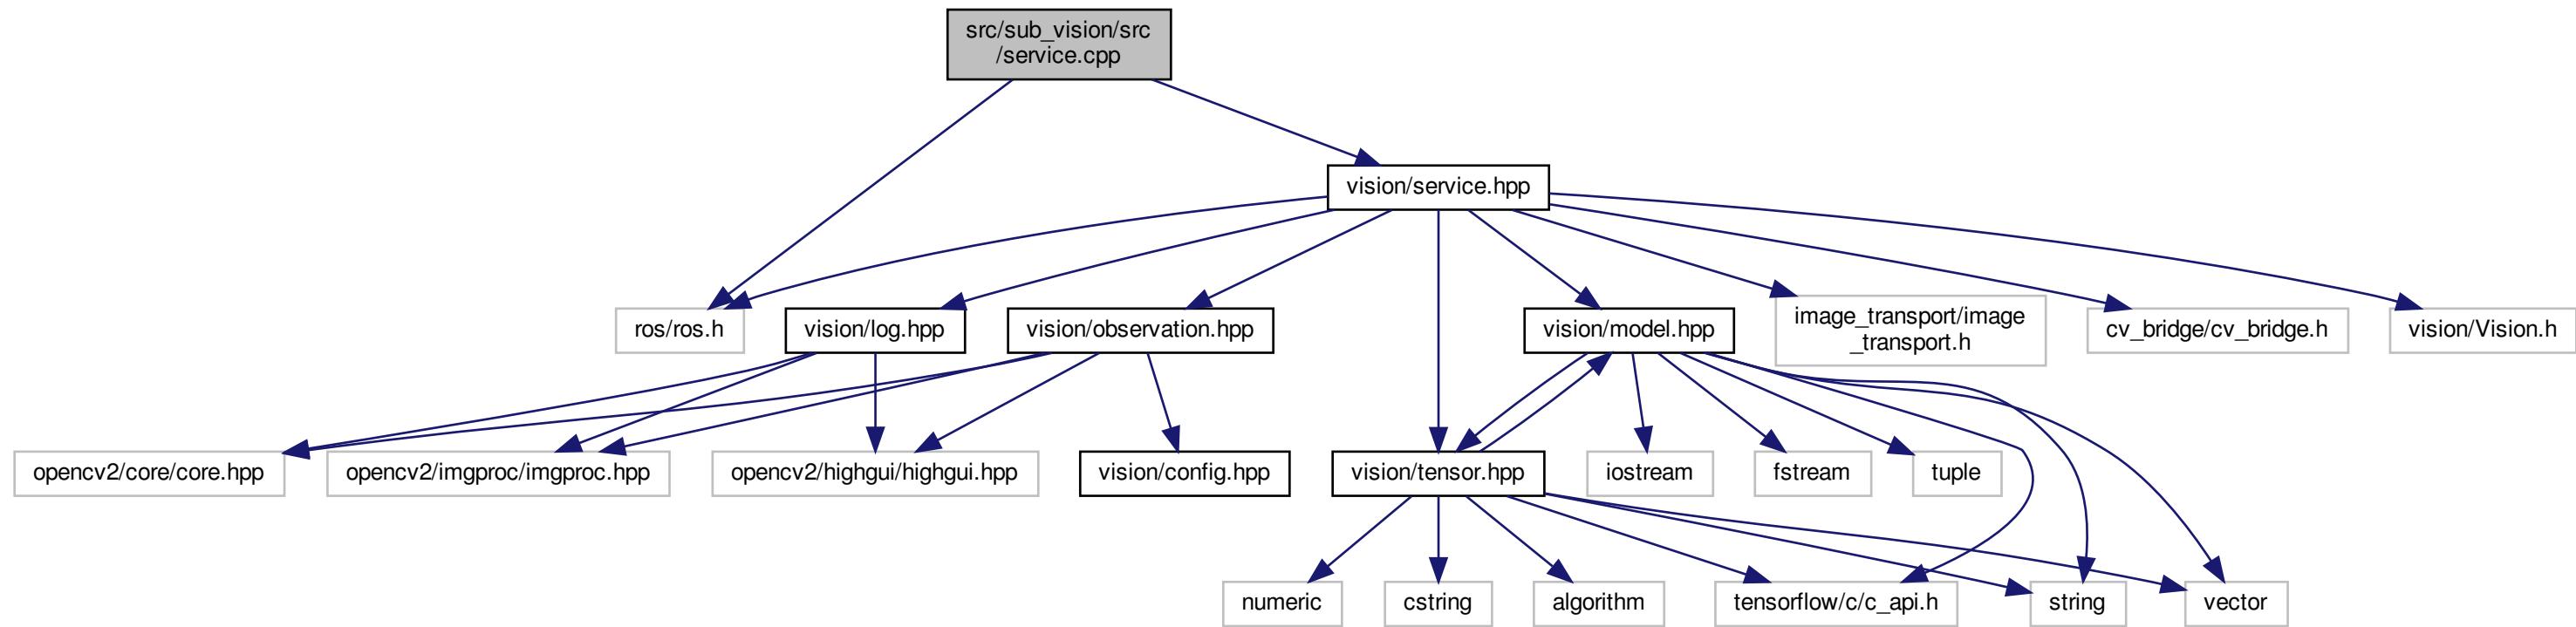 src/sub_vision/src
/service.cpp
vision/service.hpp
ros/ros.h
vision/log.hpp
vision/observation.hpp
vision/model.hpp
image_transport/image
_transport.h
cv_bridge/cv_bridge.h
vision/Vision.h
opencv2/core/core.hpp
opencv2/imgproc/imgproc.hpp
opencv2/highgui/highgui.hpp
vision/config.hpp
vision/tensor.hpp
iostream
fstream
tuple
numeric
cstring
algorithm
tensorflow/c/c_api.h
string
vector